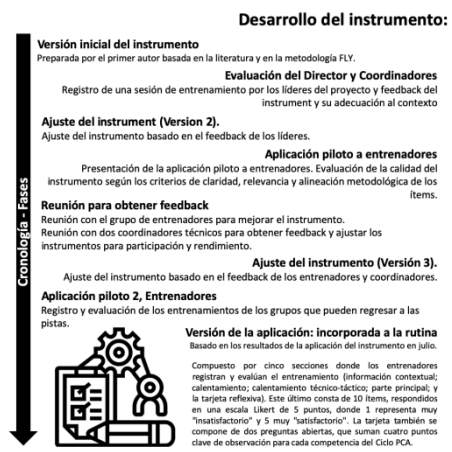 Desarrollo del instrumento:
Versión inicial del instrumento
Preparada por el primer autor basada en la literatura y en la metodología FLY.
Evaluación del Director y Coordinadores
Registro de una sesión de entrenamiento por los líderes del proyecto y feedback del
instrument y su adecuación al contexto
Ajuste del instrument (Version 2).
Ajuste del instrumento basado en el feedback de los líderes.
Aplicación piloto a entrenadores
Presentación de la aplicación piloto a entrenadores. Evaluación de la calidad del
instrumento según los criterios de claridad, relevancia y alineación metodológica de los
ítems.
Reunión para obtener feedback
Reunión con el grupo de entrenadores para mejorar el instrumento.
Reunión con dos coordinadores técnicos para obtener feedback y ajustar los
instrumentos para participación y rendimiento.
Ajuste del instrumento (Versión 3).
Ajuste del instrumento basado en el feedback de los entrenadores y coordinadores.
Aplicación piloto 2, Entrenadores
Registro y evaluación de los entrenamientos de los grupos que pueden regresar a las
pistas.
Versión de la aplicación: incorporada a la rutina
Basado en los resultados de la aplicación del instrumento en julio.
Compuesto por cinco secciones donde los entrenadores
registran y evalúan el entrenamiento (información contextual;
calentamiento; calentamiento técnico-táctico; parte principal; y
la tarjeta reflexiva). Este último consta de 10 ítems, respondidos
en una escala Likert de 5 puntos, donde 1 representa muy
"insatisfactorio" y 5 muy "satisfactorio". La tarjeta también se
compone de dos preguntas abiertas, que suman cuatro puntos
clave de observación para cada competencia del Ciclo PCA.
Cronología - Fases